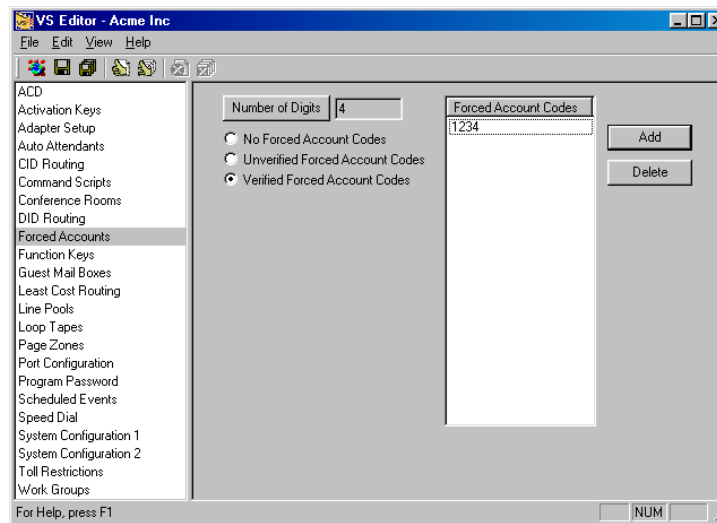 VS Editor - Acme Inc
File Edit View Help
ACD
Activation Keys
Adapter Setup
Auto Attendants
CID Routing
Command Scripts
Conference Rooms
DID Routing
Forced Accounts
Function Keys
Guest Mail Boxes
Least Cost Routing
Line Pools
Loop Tapes
Page Zones
Port Configuration
Program Password
Scheduled Events
Speed Dial
System Configuration 1
System Configuration 2
Toll Restrictions
Work Groups
Number of Digits 4
No Forced Account Codes
Unverified Forced Account Codes
Verified Forced Account Codes
Forced Account Codes
1234
Add
Delete
For Help, press F1
NUM